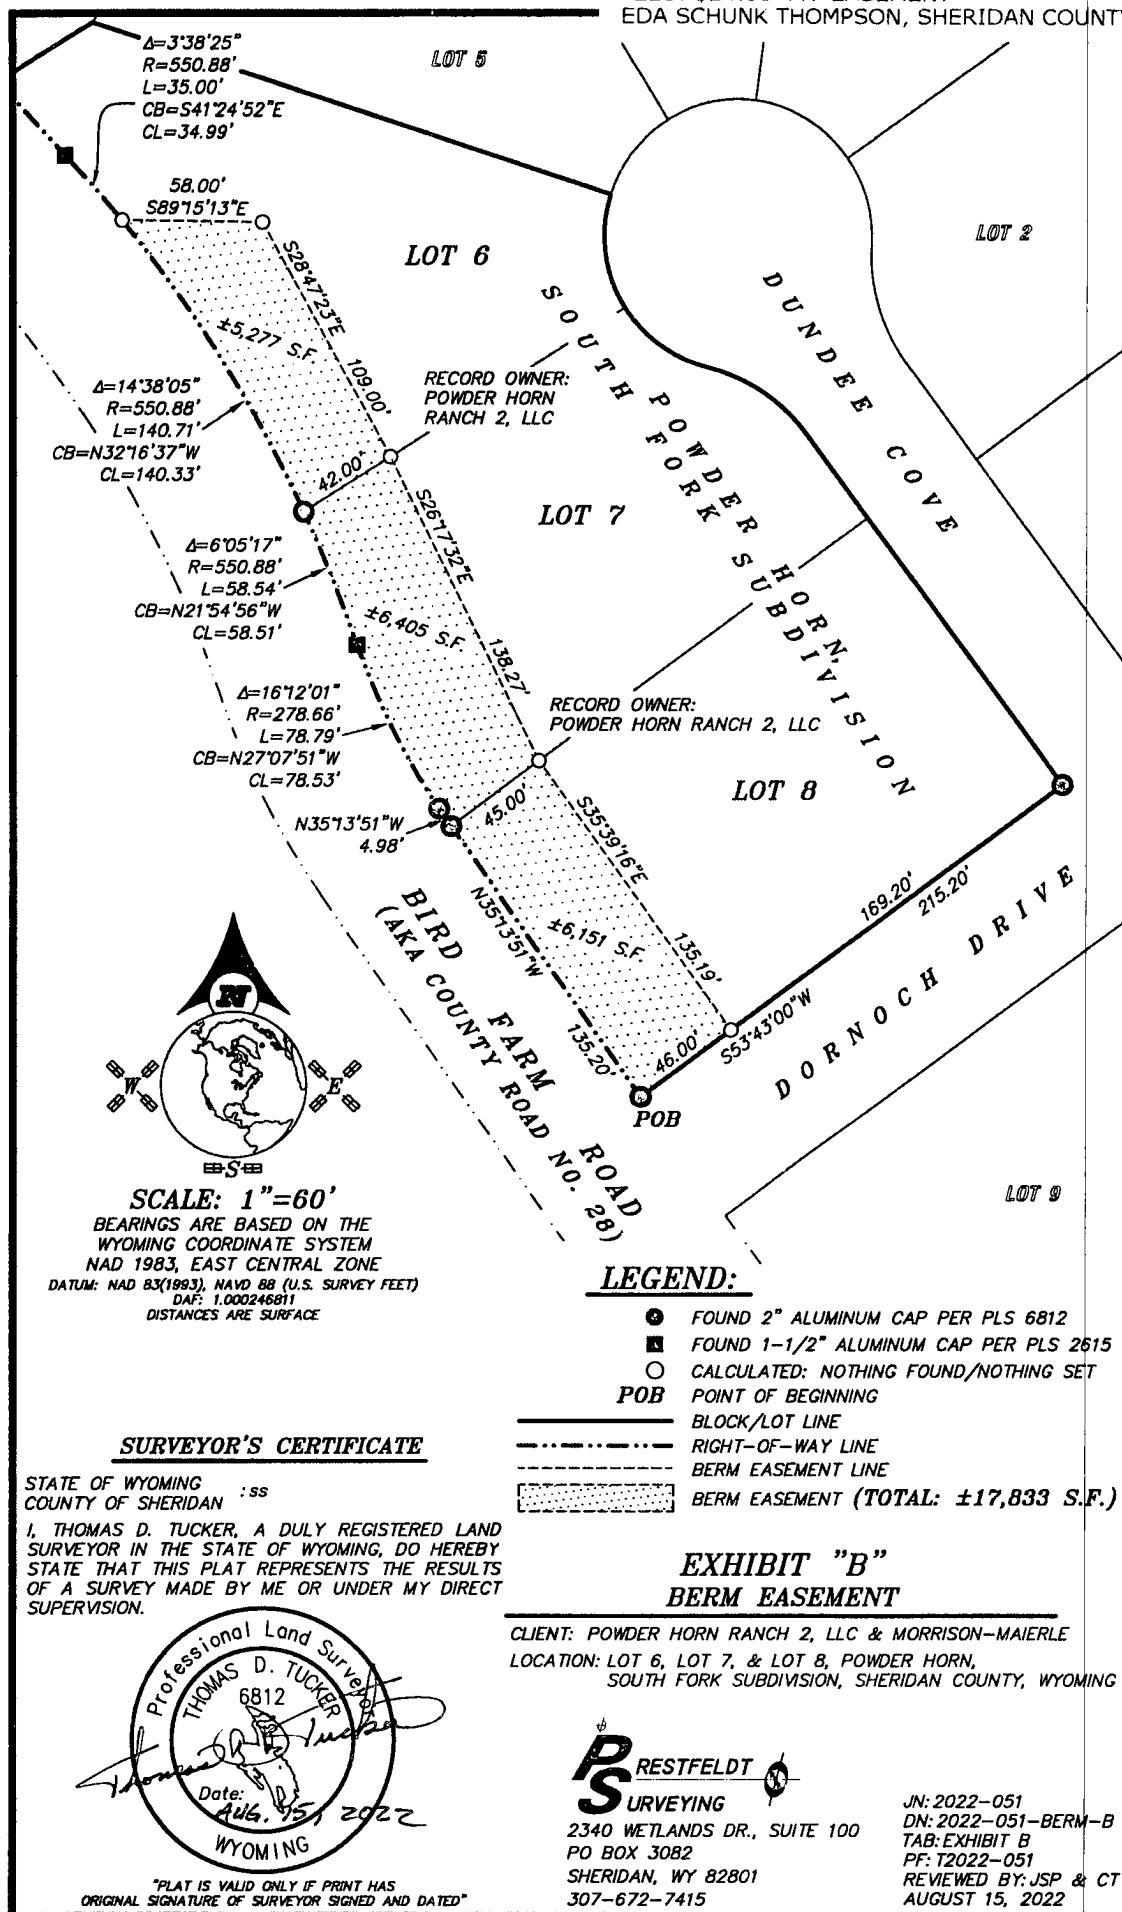 EDA SCHUNK THOMPSON, SHERIDAN COUNTY
Δ=3°38'25"
R=550.88'
L=35.00'
CB=S41°24'52"E
CL=34.99'
LOT 5
58.00'
S89°15'13"E
LOT 6
LOT 2
S28°47'23"E
109.00'
±5,277 S.F.
DUNDEE COVE
POWDER HORN,
SOUTH FORK SUBDIVISION
RECORD OWNER:
POWDER HORN
RANCH 2, LLC
Δ=14°38'05"
R=550.88'
L=140.71'
CB=N32°16'37"W
CL=140.33'
42.00'
S26°17'32"E
138.27'
LOT 7
Δ=6°05'17"
R=550.88'
L=58.54'
CB=N21°54'56"W
CL=58.51'
±6,405 S.F.
Δ=16°12'01"
R=278.66'
L=78.79'
CB=N27°07'51"W
CL=78.53'
RECORD OWNER:
POWDER HORN RANCH 2, LLC
LOT 8
45.00'
N35°13'51"W
4.98'
S35°39'16"E
135.19'
N35°13'51"W
135.20'
±6,151 S.F.
169.20'
215.20'
46.00'
S53°43'00"W
DORNOCH DRIVE
POB
BIRD FARM ROAD
(AKA COUNTY ROAD NO. 28)
LOT 9
N
W
E
S
SCALE: 1"=60'
BEARINGS ARE BASED ON THE
WYOMING COORDINATE SYSTEM
NAD 1983, EAST CENTRAL ZONE
DATUM: NAD 83(1993), NAVD 88 (U.S. SURVEY FEET)
DAF: 1.000246811
DISTANCES ARE SURFACE
LEGEND:
FOUND 2" ALUMINUM CAP PER PLS 6812
FOUND 1-1/2" ALUMINUM CAP PER PLS 2615
CALCULATED: NOTHING FOUND/NOTHING SET
POB POINT OF BEGINNING
BLOCK/LOT LINE
RIGHT-OF-WAY LINE
BERM EASEMENT LINE
BERM EASEMENT (TOTAL: ±17,833 S.F.)
SURVEYOR'S CERTIFICATE
STATE OF WYOMING
:ss
COUNTY OF SHERIDAN
I, THOMAS D. TUCKER, A DULY REGISTERED LAND
SURVEYOR IN THE STATE OF WYOMING, DO HEREBY
STATE THAT THIS PLAT REPRESENTS THE RESULTS
OF A SURVEY MADE BY ME OR UNDER MY DIRECT
SUPERVISION.
Professional Land Surveyor
THOMAS D. TUCKER
6812
Thomas D. Tucker
Date:
AUG. 15, 2022
WYOMING
"PLAT IS VALID ONLY IF PRINT HAS
ORIGINAL SIGNATURE OF SURVEYOR SIGNED AND DATED"
EXHIBIT "B"
BERM EASEMENT
CLIENT: POWDER HORN RANCH 2, LLC & MORRISON-MAIERLE
LOCATION: LOT 6, LOT 7, & LOT 8, POWDER HORN,
SOUTH FORK SUBDIVISION, SHERIDAN COUNTY, WYOMING
PRESTFELDT
SURVEYING
2340 WETLANDS DR., SUITE 100
PO BOX 3082
SHERIDAN, WY 82801
307-672-7415
JN: 2022-051
DN: 2022-051-BERM-B
TAB: EXHIBIT B
PF: T2022-051
REVIEWED BY: JSP & CT
AUGUST 15, 2022